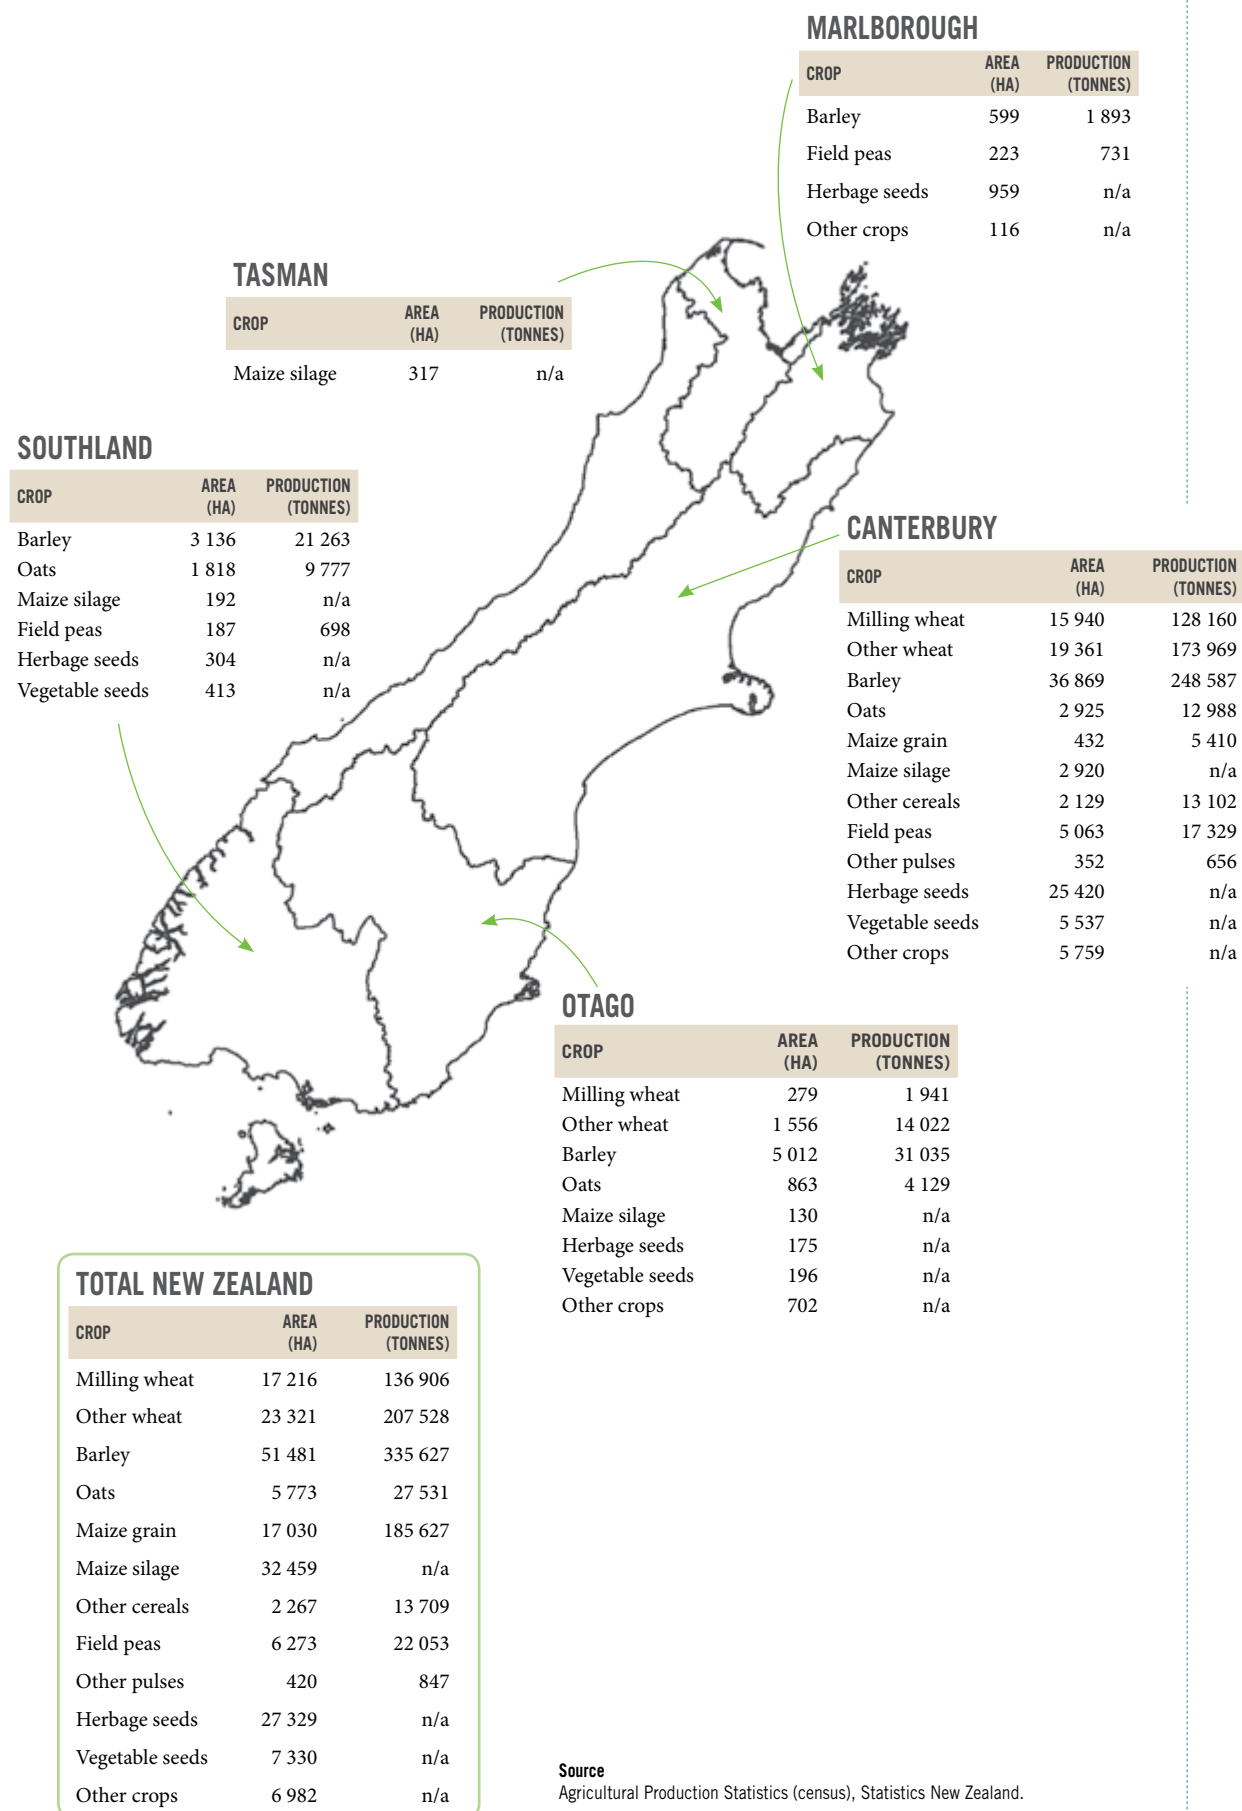 MARLBOROUGH
CROP AREA (HA) PRODUCTION (TONNES)
Barley 599 1 893
Field peas 223 731
Herbage seeds 959 n/a
Other crops 116 n/a
TASMAN
CROP AREA (HA) PRODUCTION (TONNES)
Maize silage 317 n/a
SOUTHLAND
CROP AREA (HA) PRODUCTION (TONNES)
Barley 3 136 21 263
Oats 1 818 9 777
Maize silage 192 n/a
Field peas 187 698
Herbage seeds 304 n/a
Vegetable seeds 413 n/a
CANTERBURY
CROP AREA (HA) PRODUCTION (TONNES)
Milling wheat 15 940 128 160
Other wheat 19 361 173 969
Barley 36 869 248 587
Oats 2 925 12 988
Maize grain 432 5 410
Maize silage 2 920 n/a
Other cereals 2 129 13 102
Field peas 5 063 17 329
Other pulses 352 656
Herbage seeds 25 420 n/a
Vegetable seeds 5 537 n/a
Other crops 5 759 n/a
OTAGO
CROP AREA (HA) PRODUCTION (TONNES)
Milling wheat 279 1 941
Other wheat 1 556 14 022
Barley 5 012 31 035
Oats 863 4 129
Maize silage 130 n/a
Herbage seeds 175 n/a
Vegetable seeds 196 n/a
Other crops 702 n/a
TOTAL NEW ZEALAND
CROP AREA (HA) PRODUCTION (TONNES)
Milling wheat 17 216 136 906
Other wheat 23 321 207 528
Barley 51 481 335 627
Oats 5 773 27 531
Maize grain 17 030 185 627
Maize silage 32 459 n/a
Other cereals 2 267 13 709
Field peas 6 273 22 053
Other pulses 420 847
Herbage seeds 27 329 n/a
Vegetable seeds 7 330 n/a
Other crops 6 982 n/a
Source
Agricultural Production Statistics (census), Statistics New Zealand.